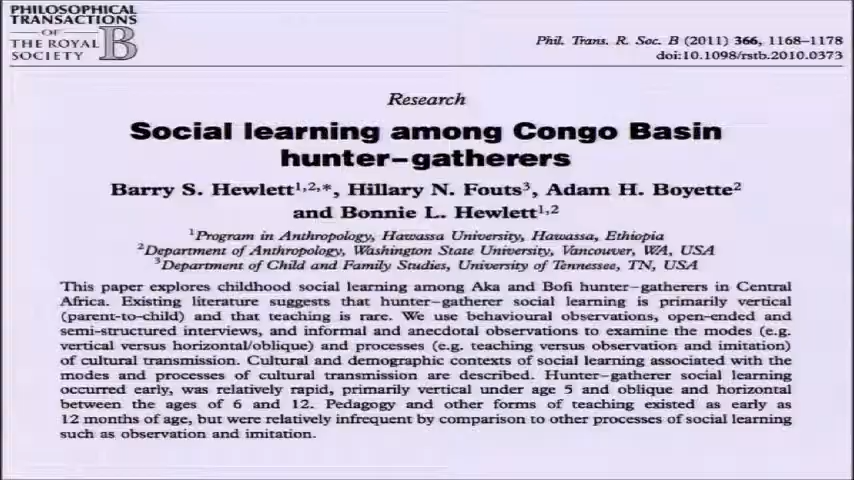 PHILOSOPHICAL
TRANSACTIONS
OF
THE ROYAL
SOCIETY
B
Phil. Trans. R. Soc. B (2011) 366, 1168–1178
doi:10.1098/rstb.2010.0373
Research
Social learning among Congo Basin
hunter–gatherers
Barry S. Hewlett1,2,*, Hillary N. Fouts3, Adam H. Boyette2
and Bonnie L. Hewlett1,2
1Program in Anthropology, Hawassa University, Hawassa, Ethiopia
2Department of Anthropology, Washington State University, Vancouver, WA, USA
3Department of Child and Family Studies, University of Tennessee, TN, USA
This paper explores childhood social learning among Aka and Bofi hunter–gatherers in Central
Africa. Existing literature suggests that hunter–gatherer social learning is primarily vertical
(parent-to-child) and that teaching is rare. We use behavioural observations, open-ended and
semi-structured interviews, and informal and anecdotal observations to examine the modes (e.g.
vertical versus horizontal/oblique) and processes (e.g. teaching versus observation and imitation)
of cultural transmission. Cultural and demographic contexts of social learning associated with the
modes and processes of cultural transmission are described. Hunter–gatherer social learning
occurred early, was relatively rapid, primarily vertical under age 5 and oblique and horizontal
between the ages of 6 and 12. Pedagogy and other forms of teaching existed as early as
12 months of age, but were relatively infrequent by comparison to other processes of social learning
such as observation and imitation.